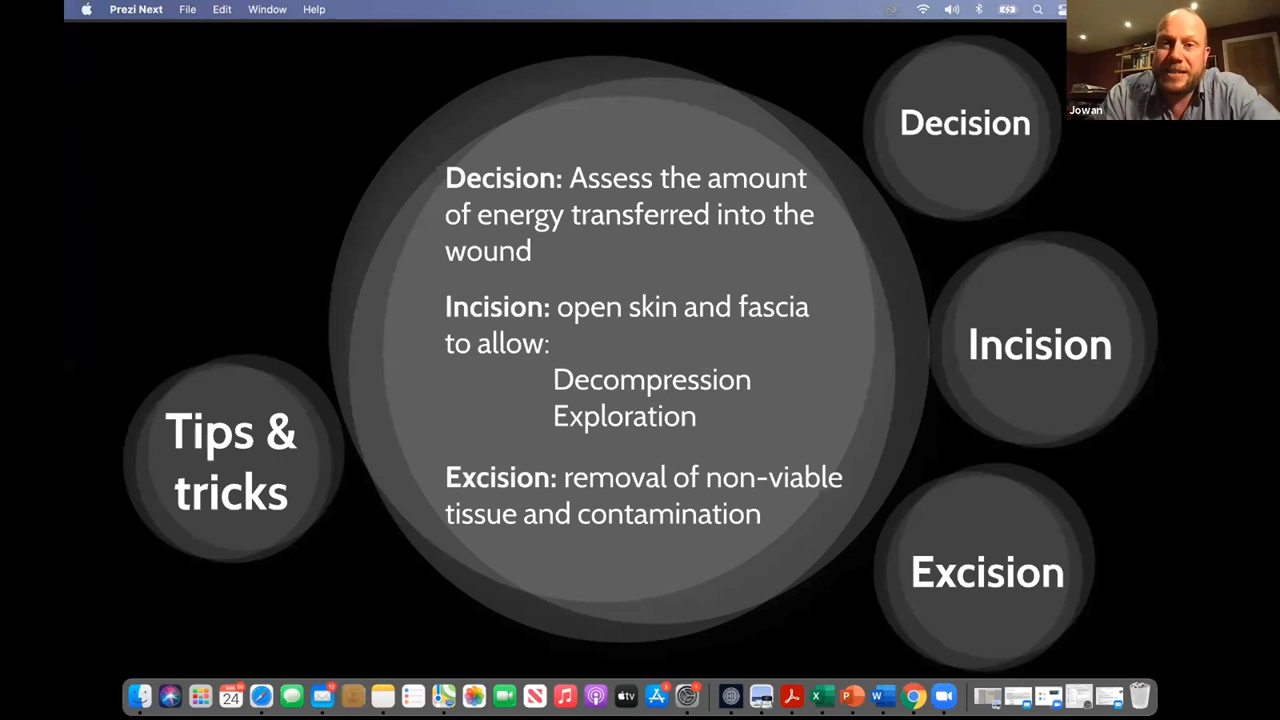 Prezi Next File Edit Window Help
Jowan
Decision
Decision: Assess the amount
of energy transferred into the
wound
Incision: open skin and fascia
to allow:
Decompression
Exploration
Incision
Tips &
tricks
Excision: removal of non-viable
tissue and contamination
Excision
24
tv